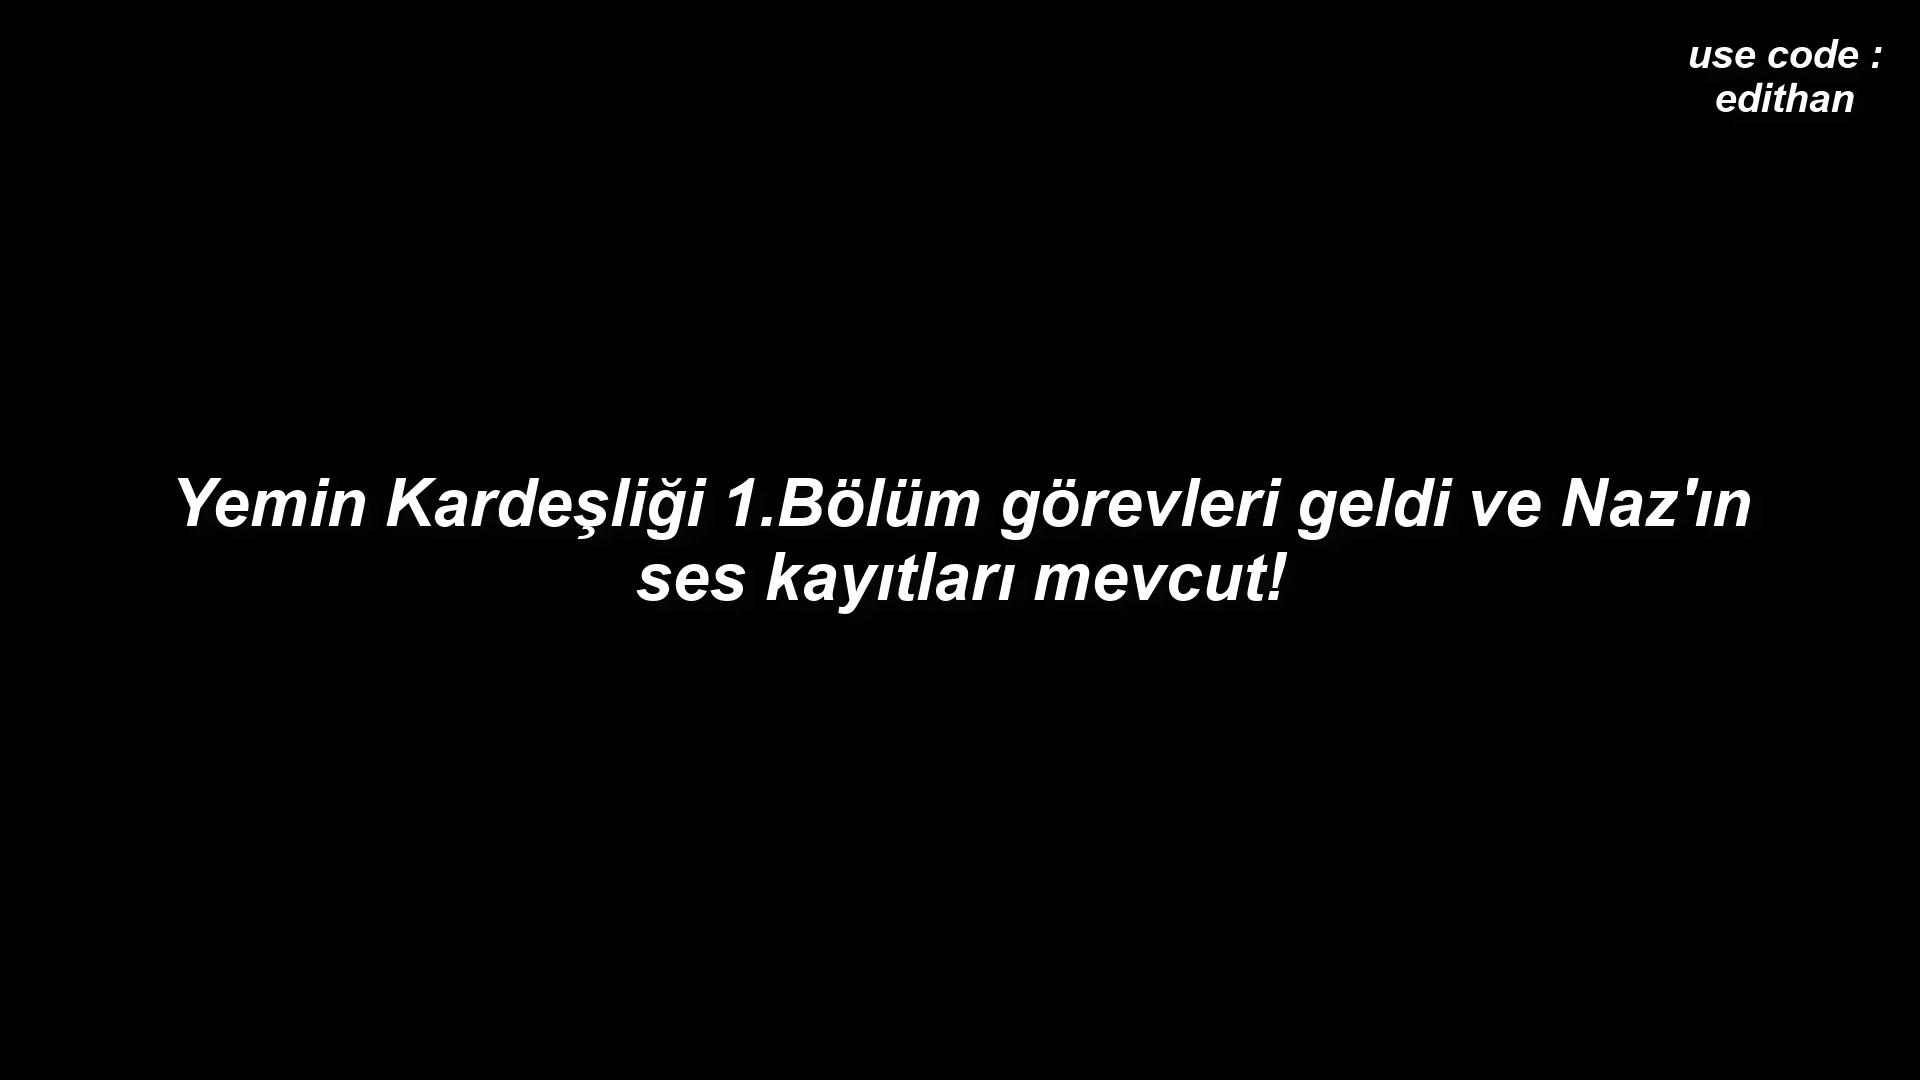 use code :
edithan
Yemin Kardeşliği 1.Bölüm görevleri geldi ve Naz'ın
ses kayıtları mevcut!